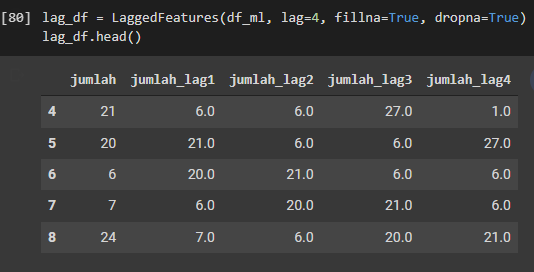 [80] lag_df = LaggedFeatures(df_ml, lag=4, fillna=True, dropna=True)
lag_df.head()
jumlah jumlah_lag1 jumlah_lag2 jumlah_lag3 jumlah_lag4
4 21 6.0 6.0 27.0 1.0
5 20 21.0 6.0 6.0 27.0
6 6 20.0 21.0 6.0 6.0
7 7 6.0 20.0 21.0 6.0
8 24 7.0 6.0 20.0 21.0